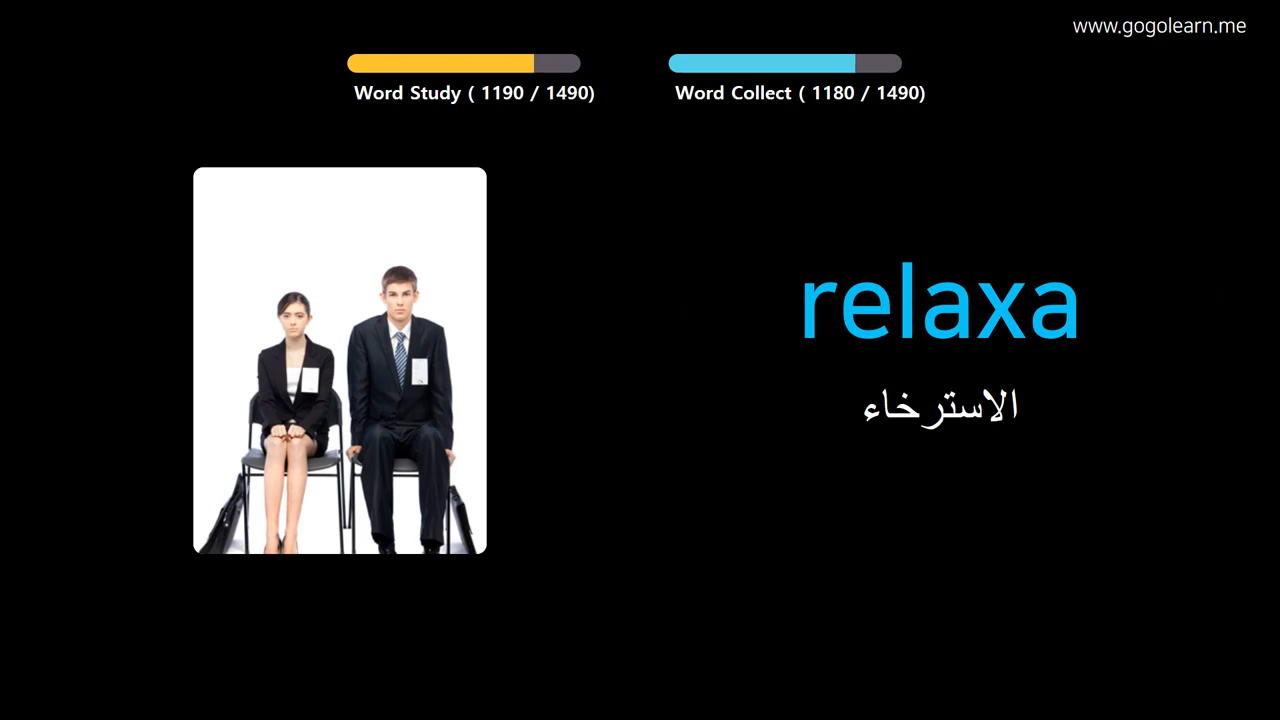 www.gogolearn.me
Word Study ( 1190 / 1490)
Word Collect ( 1180 / 1490)
relaxa
الاسترخاء